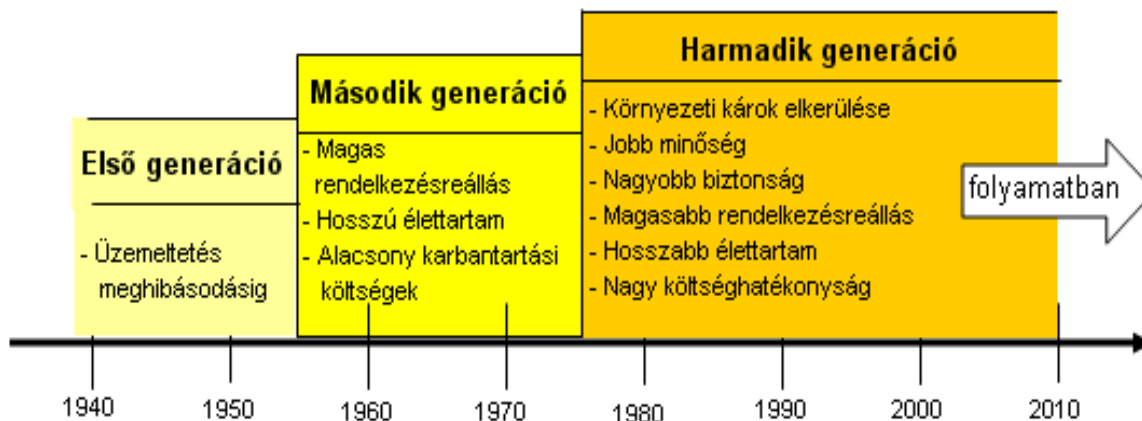 Első generáció
- Üzemeltetés
meghibásodásig
Második generáció
- Magas
rendelkezésreállás
- Hosszú élettartam
- Alacsony karbantartási
költségek
Harmadik generáció
- Környezeti károk elkerülése
- Jobb minőség
- Nagyobb biztonság
- Magasabb rendelkezésreállás
- Hosszabb élettartam
- Nagy költséghatékonyság
folyamatban
1940 1950 1960 1970 1980 1990 2000 2010